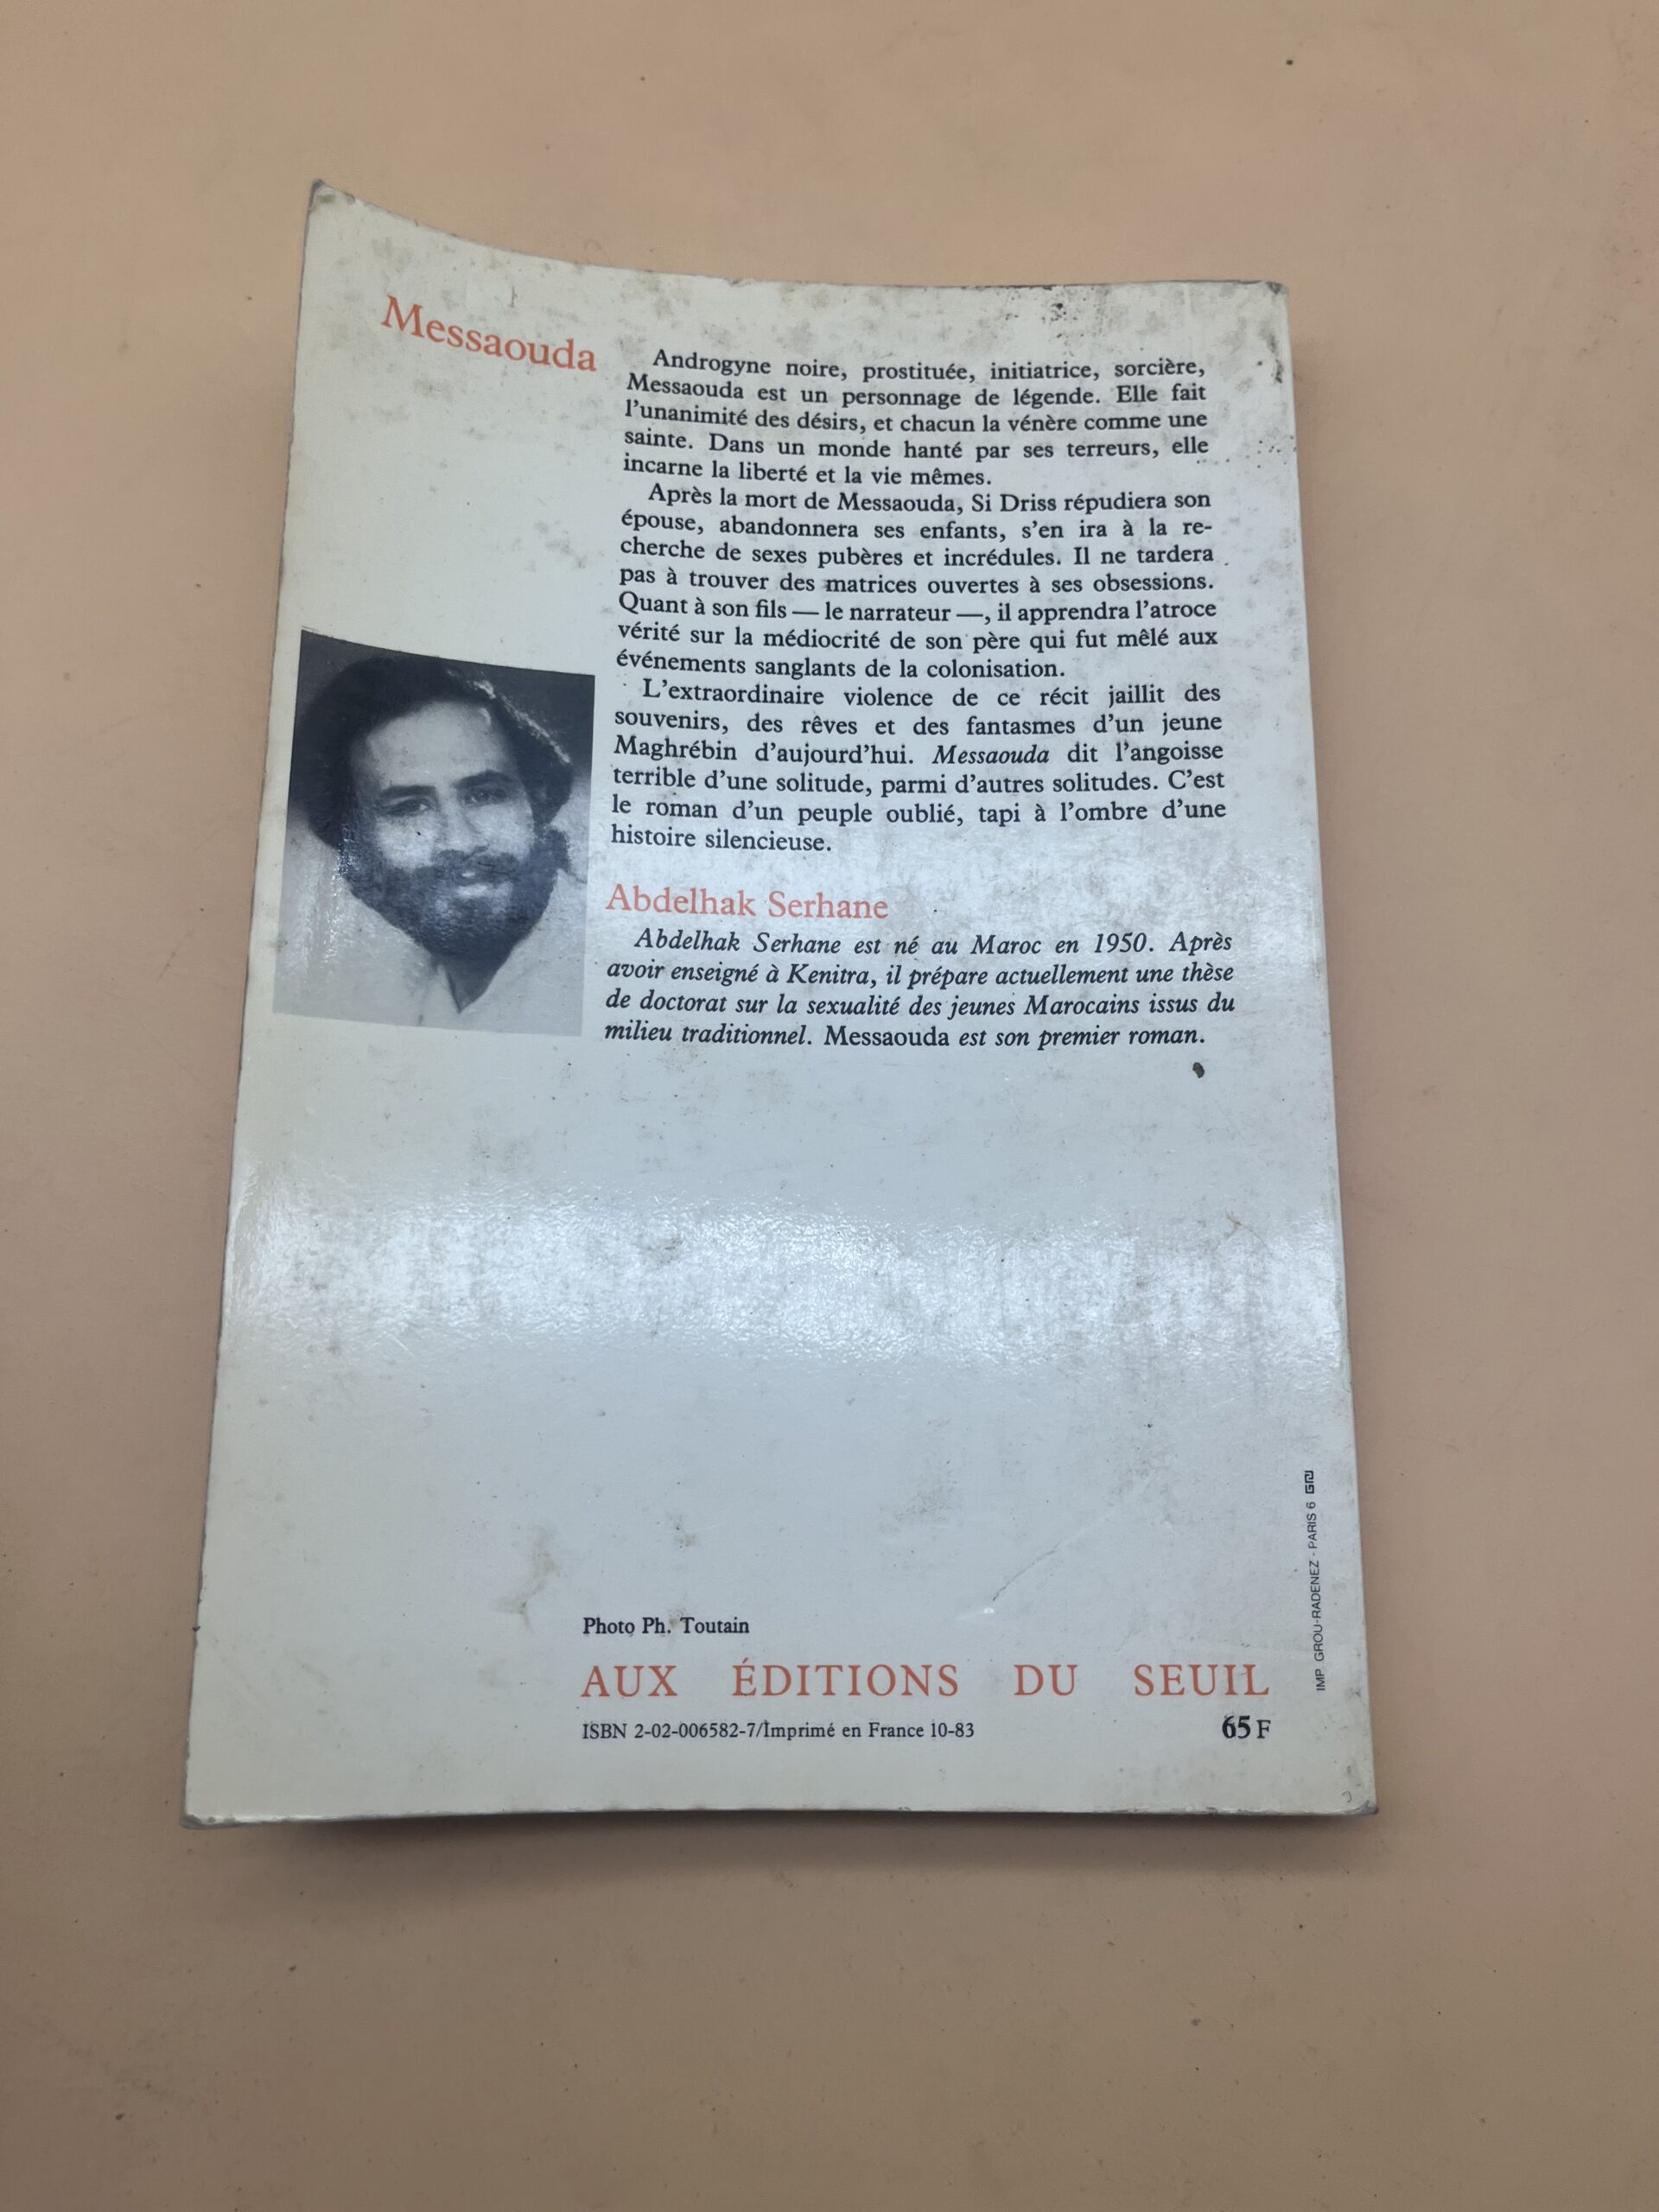 Messaouda
Androgyne noire, prostituée, initiatrice, sorcière,
Messaouda est un personnage de légende. Elle fait
l'unanimité des désirs, et chacun la vénère comme une
sainte. Dans un monde hanté par ses terreurs, elle
incarne la liberté et la vie mêmes.
Après la mort de Messaouda, Si Driss répudiera son
épouse, abandonnera ses enfants, s'en ira à la re-
cherche de sexes pubères et incrédules. Il ne tardera
pas à trouver des matrices ouvertes à ses obsessions.
Quant à son fils — le narrateur —, il apprendra l'atroce
vérité sur la médiocrité de son père qui fut mêlé aux
événements sanglants de la colonisation.
L'extraordinaire violence de ce récit jaillit des
souvenirs, des rêves et des fantasmes d'un jeune
Maghrébin d'aujourd'hui. Messaouda dit l'angoisse
terrible d'une solitude, parmi d'autres solitudes. C'est
le roman d'un peuple oublié, tapi à l'ombre d'une
histoire silencieuse.
Abdelhak Serhane
Abdelhak Serhane est né au Maroc en 1950. Après
avoir enseigné à Kenitra, il prépare actuellement une thèse
de doctorat sur la sexualité des jeunes Marocains issus du
milieu traditionnel. Messaouda est son premier roman.
Photo Ph. Toutain
AUX ÉDITIONS DU SEUIL
ISBN 2-02-006582-7/Imprimé en France 10-83
65 F
IMP. GROU-RADENEZ - PARIS 6